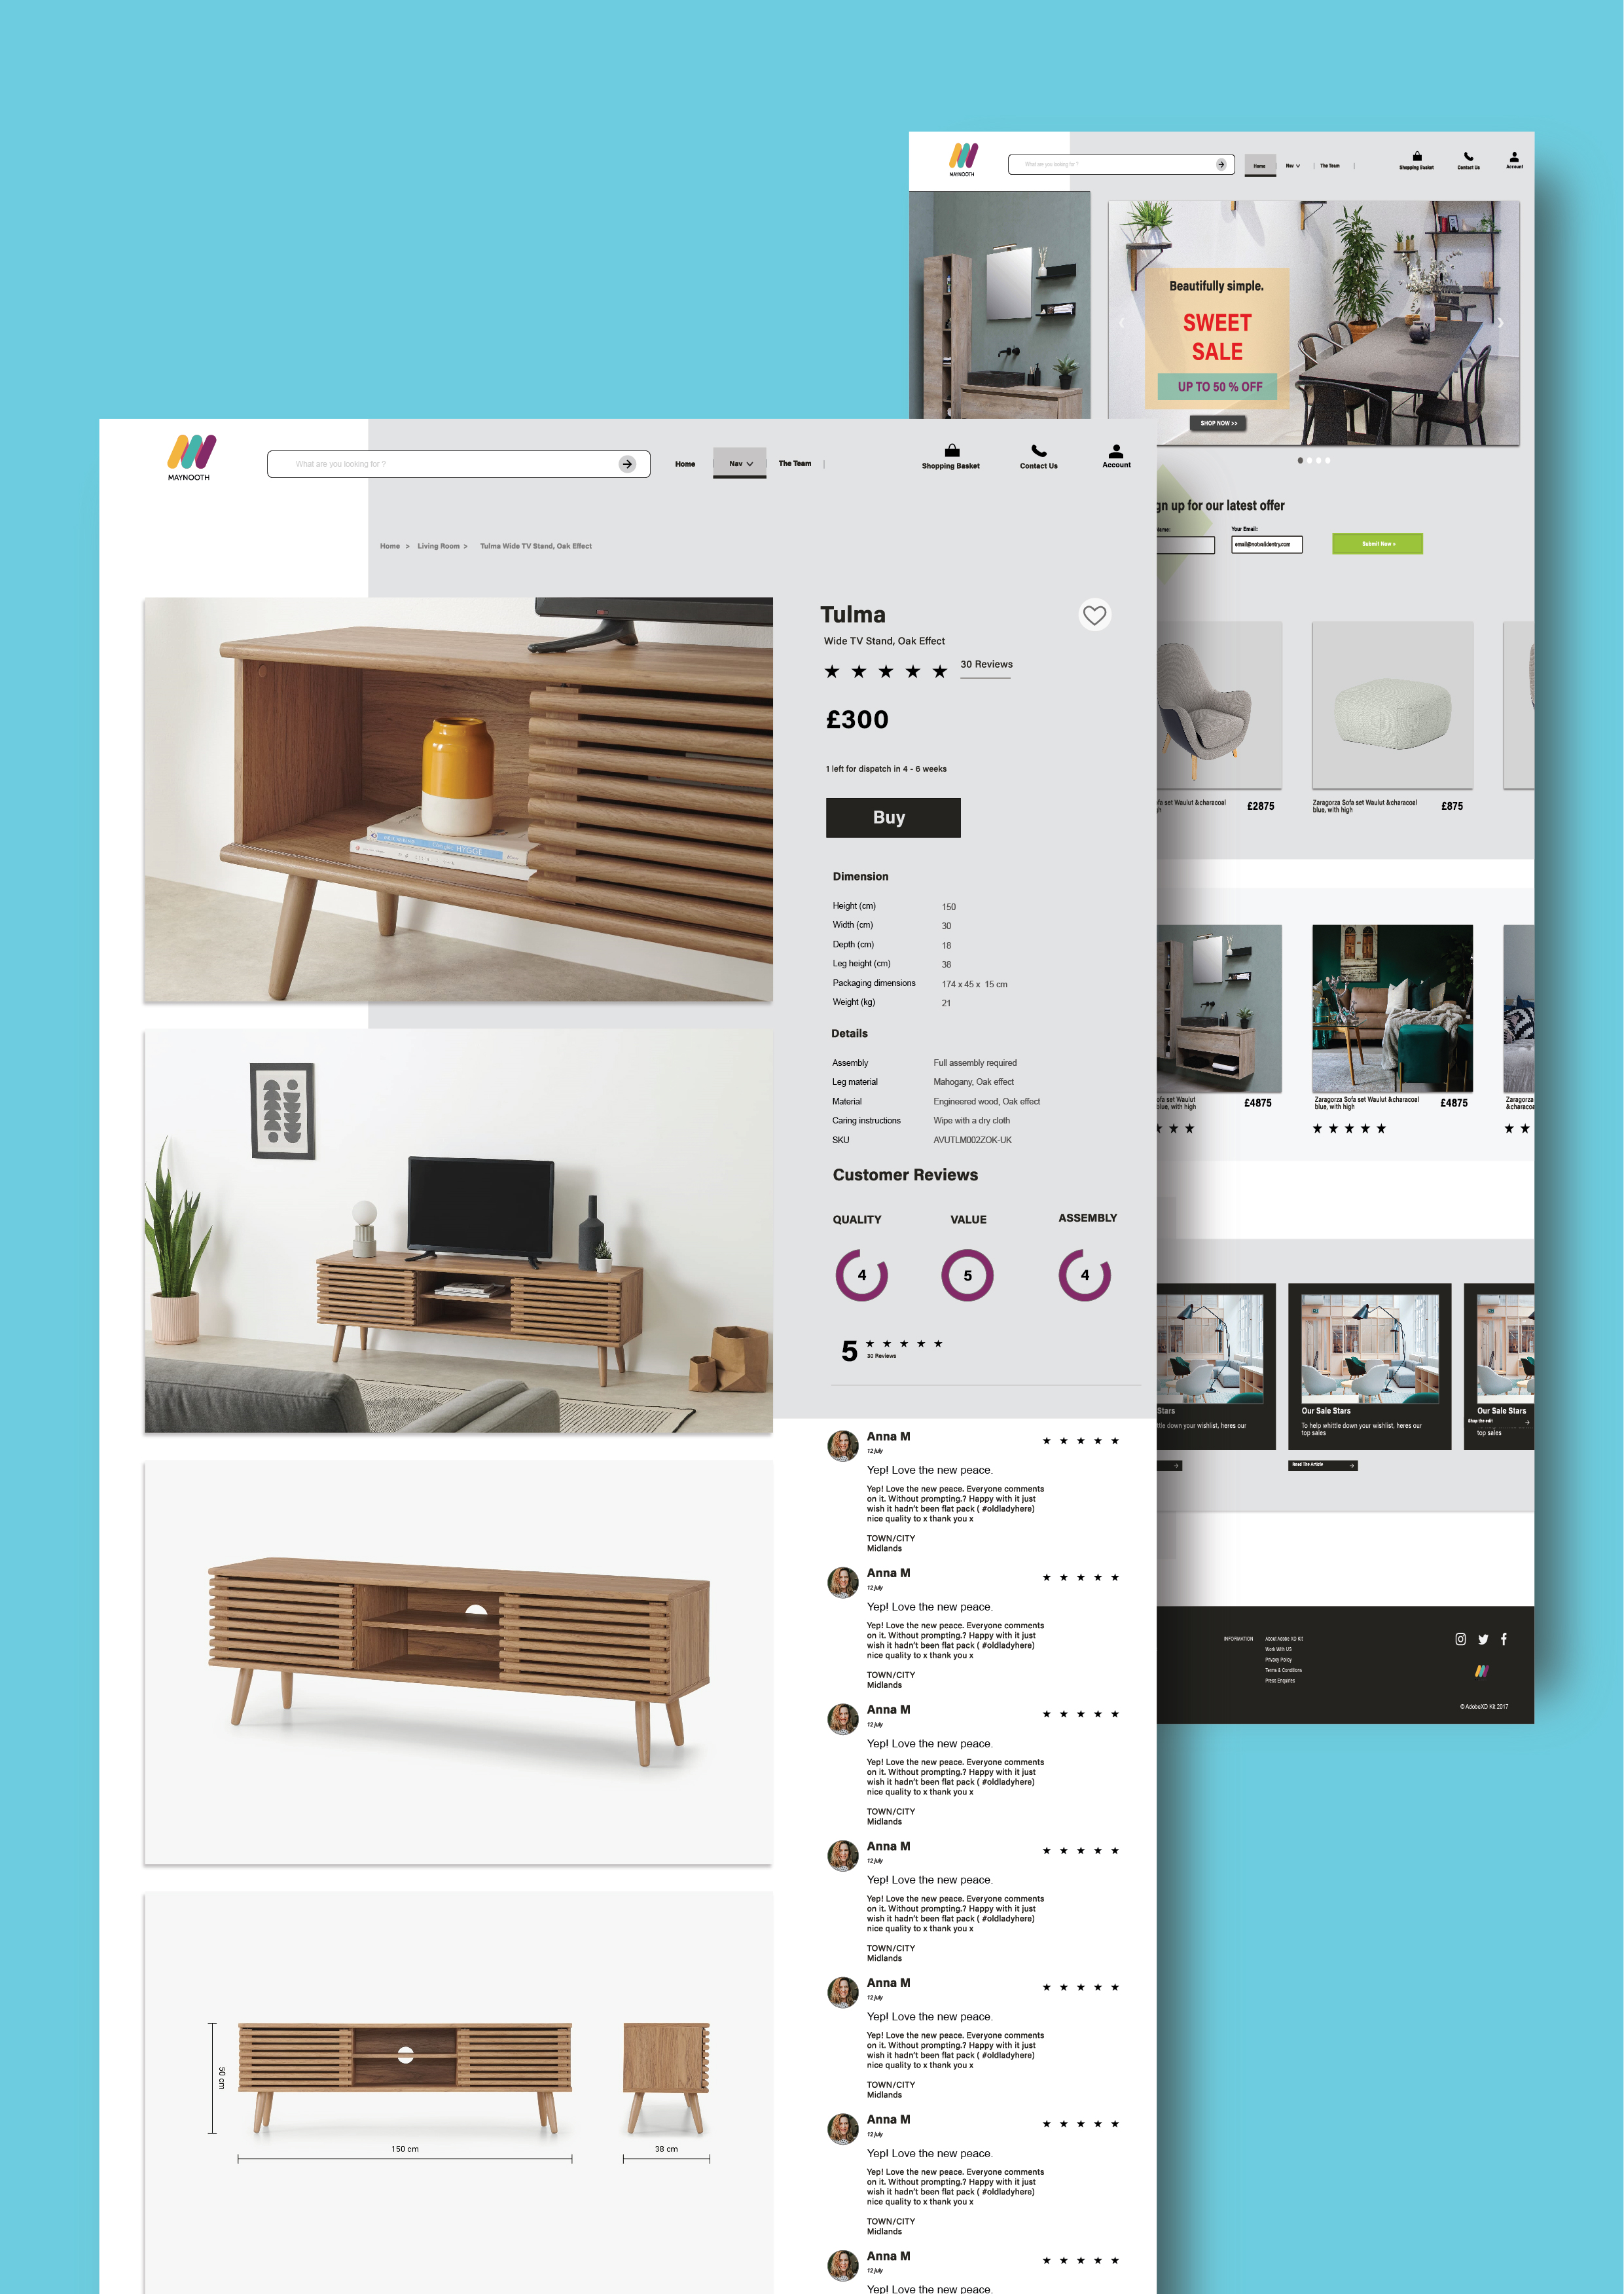 MAYNOOTH
What are you looking for ?
Home
Nav
The Team
Shopping Basket
Contact Us
Account
Beautifully simple.
SWEET
SALE
UP TO 50 % OFF
SHOP NOW >>
gn up for our latest offer
Name:
Your Email:
email@notvalidentry.com
Submit Now »
£2875
Zaragorza Sofa set Waulut &characoal
blue, with high
£875
£4875
Zaragorza Sofa set Waulut &characoal
blue, with high
£4875
Zaragorza
&characoa
Stars
ttle down your wishlist, heres our
Our Sale Stars
To help whittle down your wishlist, heres our
top sales
Read The Article
Our Sale Stars
Shop the edit
top sales
INFORMATION
About Adobe XD Kit
Work With US
Privacy Policy
Terms & Conditions
Press Enquiries
© AdobeXD Kit 2017
MAYNOOTH
What are you looking for ?
Home
Nav
The Team
Shopping Basket
Contact Us
Account
Home > Living Room > Tulma Wide TV Stand, Oak Effect
HYGGE
Tulma
Wide TV Stand, Oak Effect
30 Reviews
£300
1 left for dispatch in 4 - 6 weeks
Buy
Dimension
Height (cm) 150
Width (cm) 30
Depth (cm) 18
Leg height (cm) 38
Packaging dimensions 174 x 45 x 15 cm
Weight (kg) 21
Details
Assembly Full assembly required
Leg material Mahogany, Oak effect
Material Engineered wood, Oak effect
Caring instructions Wipe with a dry cloth
SKU AVUTLM002ZOK-UK
Customer Reviews
QUALITY VALUE ASSEMBLY
4 5 4
5
30 Reviews
Anna M
12 july
Yep! Love the new peace.
Yep! Love the new peace. Everyone comments
on it. Without prompting.? Happy with it just
wish it hadn't been flat pack ( #oldladyhere)
nice quality to x thank you x
TOWN/CITY
Midlands
Anna M
12 july
Yep! Love the new peace.
Yep! Love the new peace. Everyone comments
on it. Without prompting.? Happy with it just
wish it hadn't been flat pack ( #oldladyhere)
nice quality to x thank you x
TOWN/CITY
Midlands
Anna M
12 july
Yep! Love the new peace.
Yep! Love the new peace. Everyone comments
on it. Without prompting.? Happy with it just
wish it hadn't been flat pack ( #oldladyhere)
nice quality to x thank you x
TOWN/CITY
Midlands
Anna M
12 july
Yep! Love the new peace.
Yep! Love the new peace. Everyone comments
on it. Without prompting.? Happy with it just
wish it hadn't been flat pack ( #oldladyhere)
nice quality to x thank you x
TOWN/CITY
Midlands
Anna M
12 july
Yep! Love the new peace.
Yep! Love the new peace. Everyone comments
on it. Without prompting.? Happy with it just
wish it hadn't been flat pack ( #oldladyhere)
nice quality to x thank you x
TOWN/CITY
Midlands
Anna M
12 july
Yep! Love the new peace.
Yep! Love the new peace. Everyone comments
on it. Without prompting.? Happy with it just
wish it hadn't been flat pack ( #oldladyhere)
nice quality to x thank you x
TOWN/CITY
Midlands
Anna M
12 july
Yep! Love the new peace.
50 cm
150 cm
38 cm